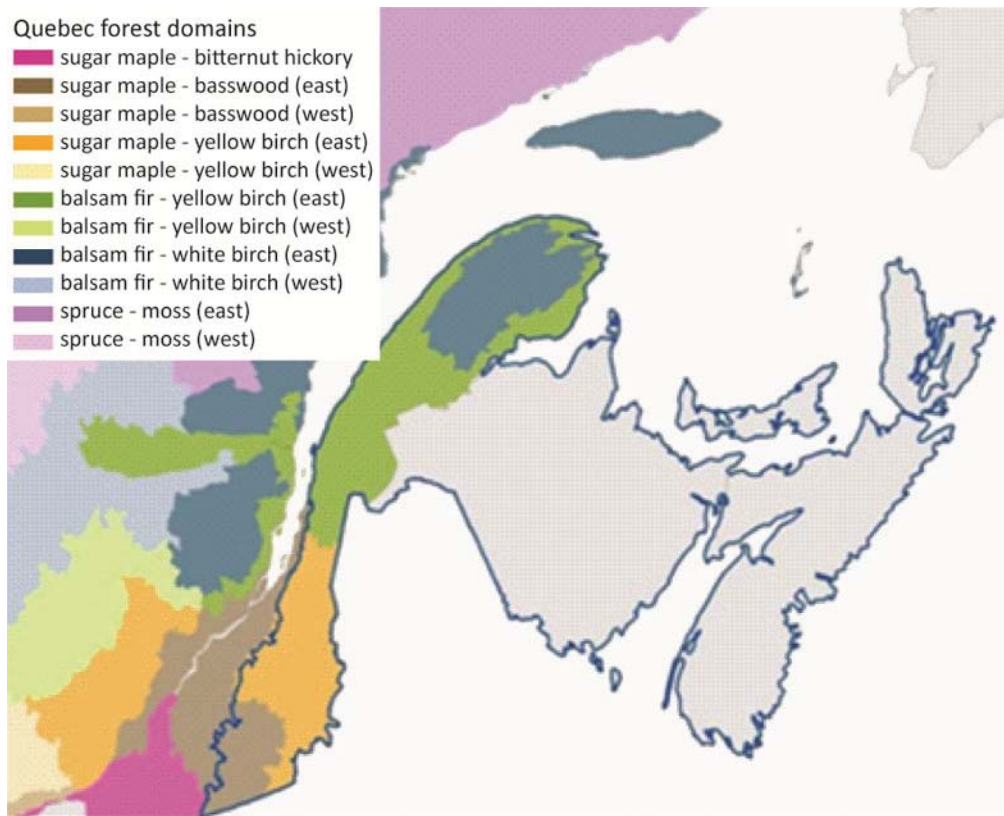 Quebec forest domains
sugar maple - bitternut hickory
sugar maple - basswood (east)
sugar maple - basswood (west)
sugar maple - yellow birch (east)
sugar maple - yellow birch (west)
balsam fir - yellow birch (east)
balsam fir - yellow birch (west)
balsam fir - white birch (east)
balsam fir - white birch (west)
spruce - moss (east)
spruce - moss (west)